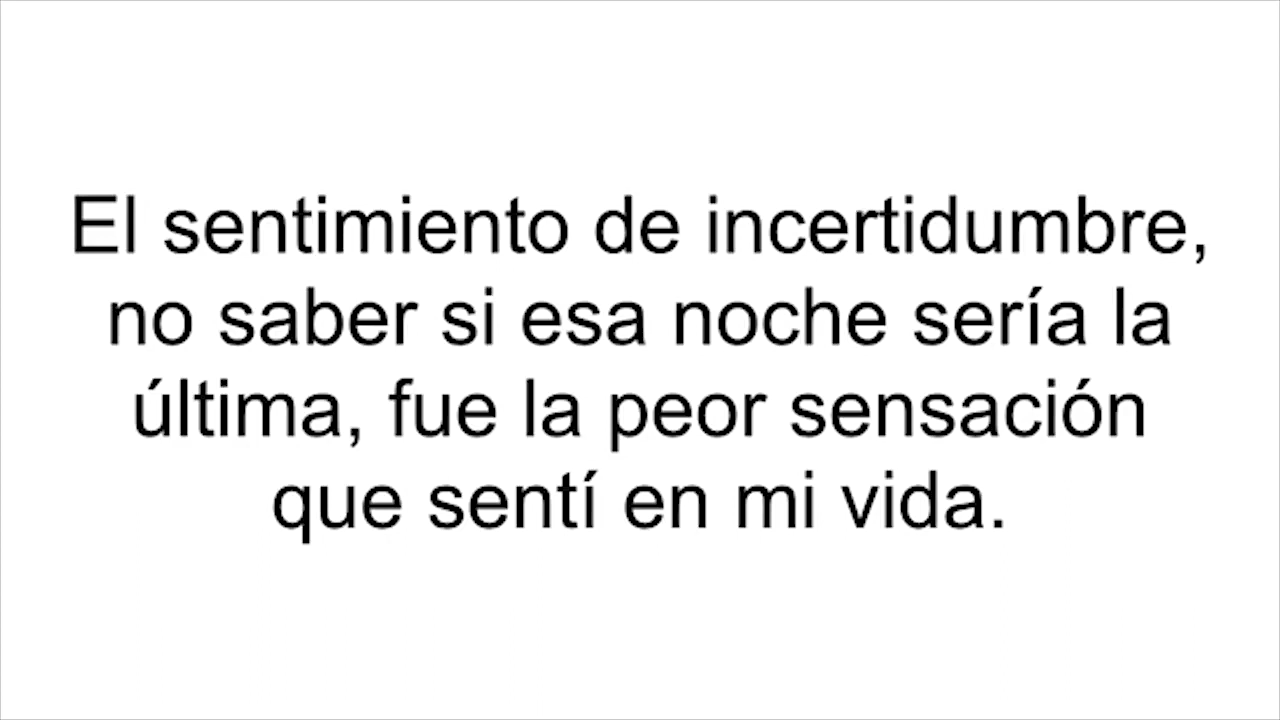 El sentimiento de incertidumbre,
no saber si esa noche sería la
última, fue la peor sensación
que sentí en mi vida.